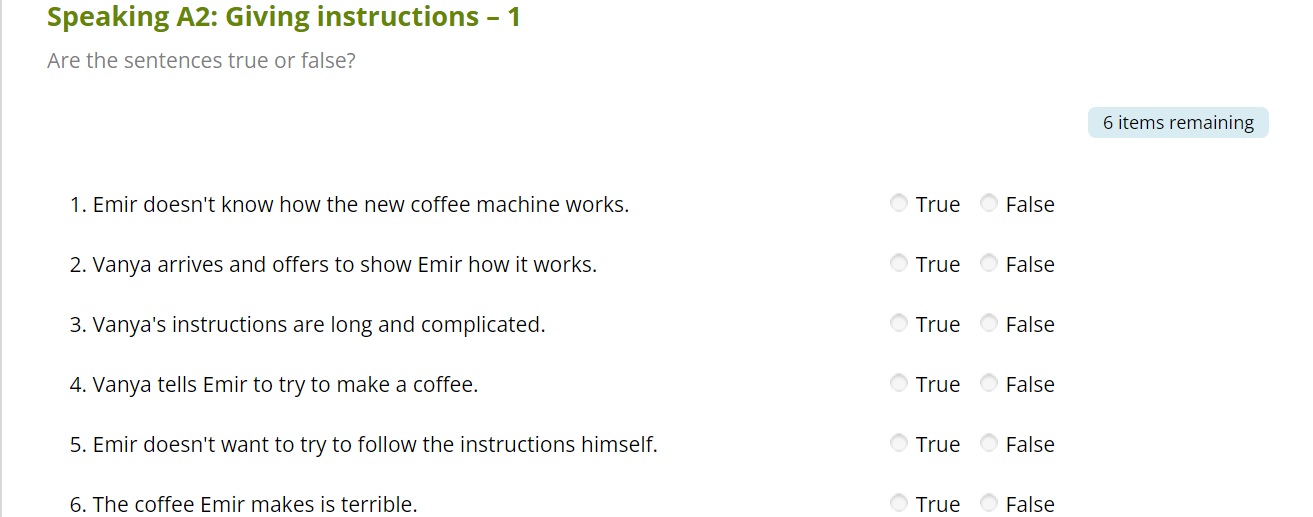 Speaking A2: Giving instructions – 1
Are the sentences true or false?
6 items remaining
1. Emir doesn't know how the new coffee machine works. True False
2. Vanya arrives and offers to show Emir how it works. True False
3. Vanya's instructions are long and complicated. True False
4. Vanya tells Emir to try to make a coffee. True False
5. Emir doesn't want to try to follow the instructions himself. True False
6. The coffee Emir makes is terrible. True False